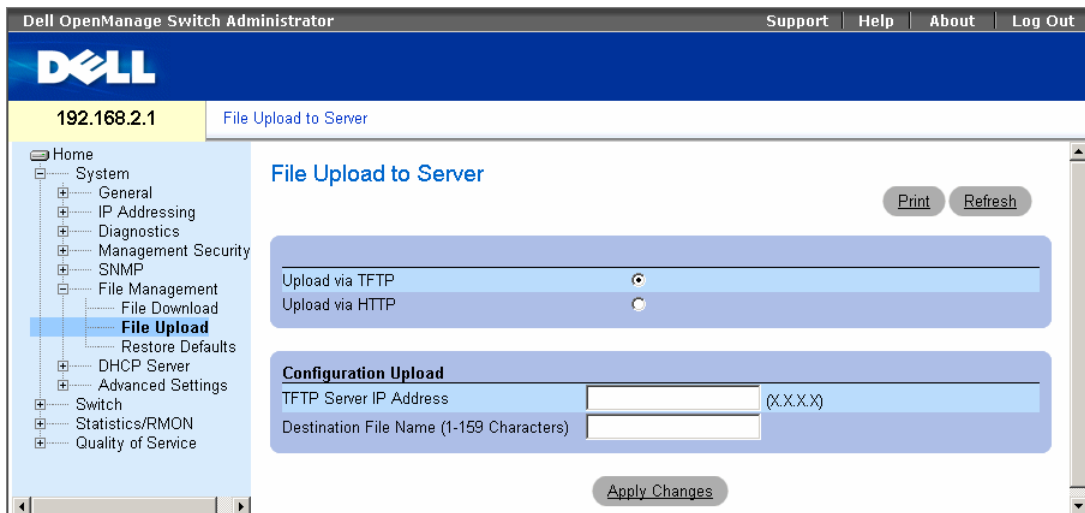 Dell OpenManage Switch Administrator
Support | Help | About | Log Out
DELL
192.168.2.1
File Upload to Server
Home
System
General
IP Addressing
Diagnostics
Management Security
SNMP
File Management
File Download
File Upload
Restore Defaults
DHCP Server
Advanced Settings
Switch
Statistics/RMON
Quality of Service
File Upload to Server
Print Refresh
Upload via TFTP
Upload via HTTP
Configuration Upload
TFTP Server IP Address (X.X.X.X)
Destination File Name (1-159 Characters)
Apply Changes